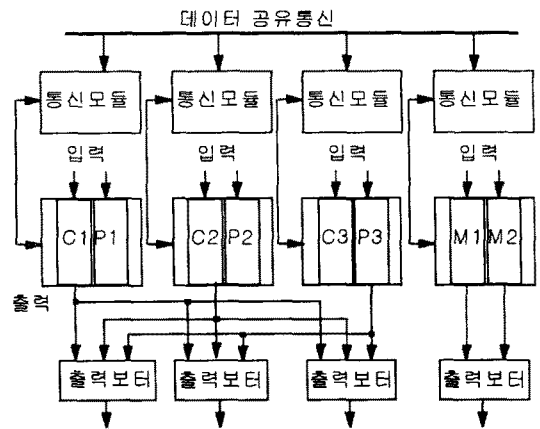 데이터 공유통신
통신모듈 통신모듈 통신모듈 통신모듈
입력 입력 입력
C1 P1 C2 P2 C3 P3 M1 M2
출력
출력보터 출력보터 출력보터 출력보터